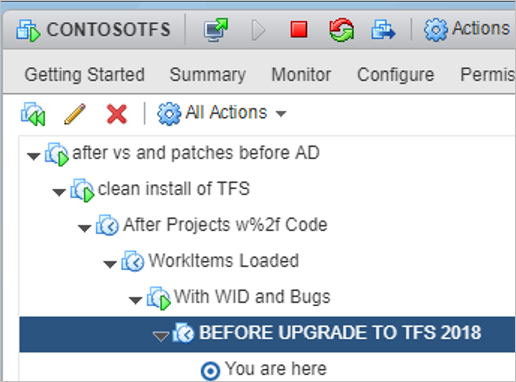 CONTOSOTFS Actions
Getting Started Summary Monitor Configure
All Actions
after vs and patches before AD
clean install of TFS
After Projects w%2f Code
WorkItems Loaded
With WID and Bugs
BEFORE UPGRADE TO TFS 2018
You are here